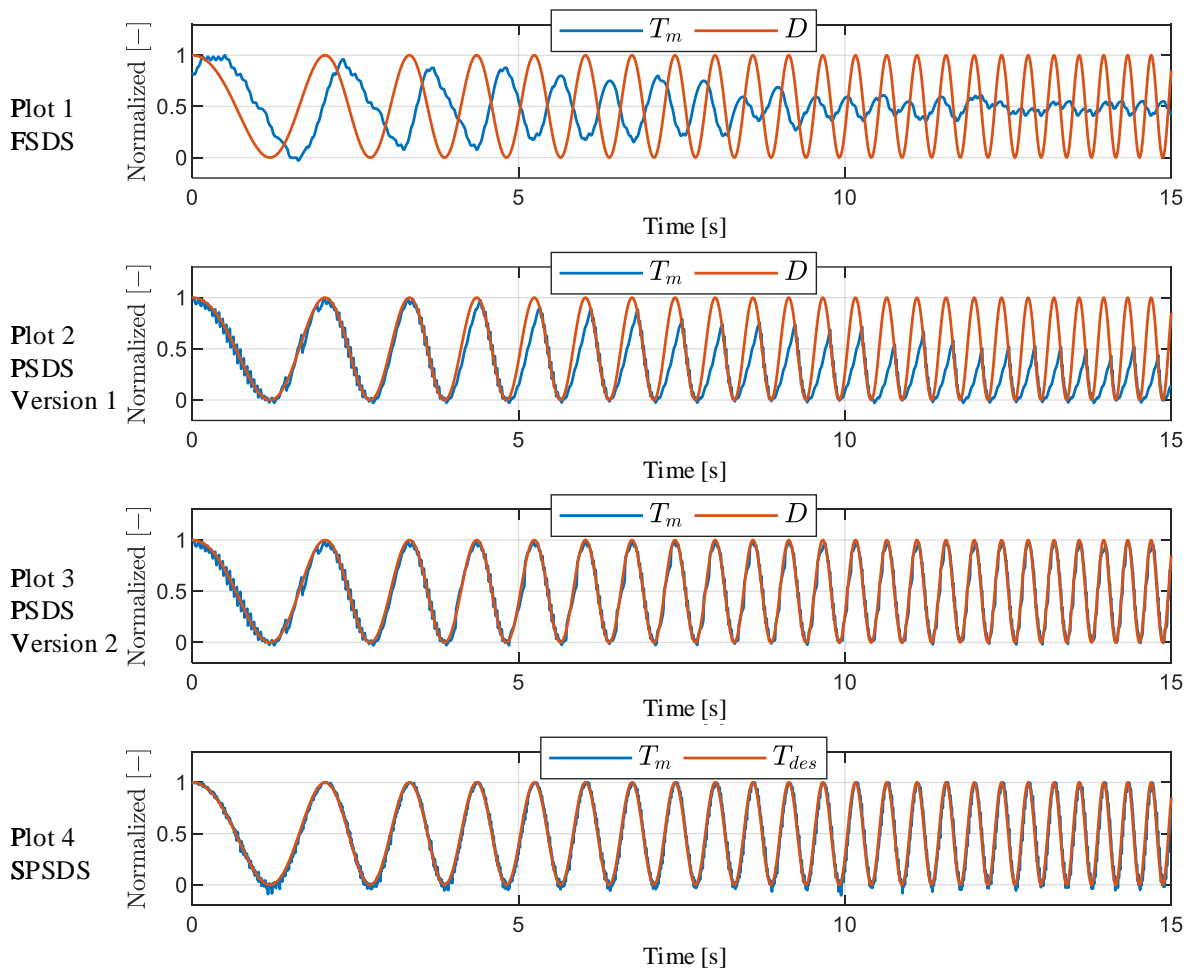 T_m D
Plot 1
FSDS
Normalized [−]
1
0.5
0
0 5 10 15
Time [s]
T_m D
Plot 2
PSDS
Version 1
Normalized [−]
1
0.5
0
0 5 10 15
Time [s]
T_m D
Plot 3
PSDS
Version 2
Normalized [−]
1
0.5
0
0 5 10 15
Time [s]
T_m T_des
Plot 4
SPSDS
Normalized [−]
1
0.5
0
0 5 10 15
Time [s]